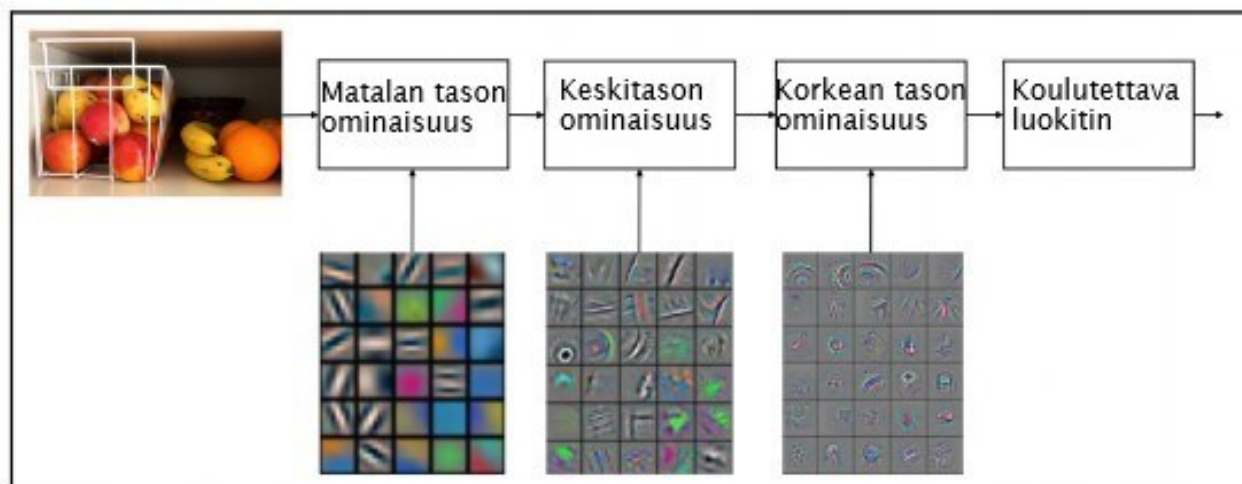 Matalan tason
ominaisuus
Keskitason
ominaisuus
Korkean tason
ominaisuus
Koulutettava
luokitin